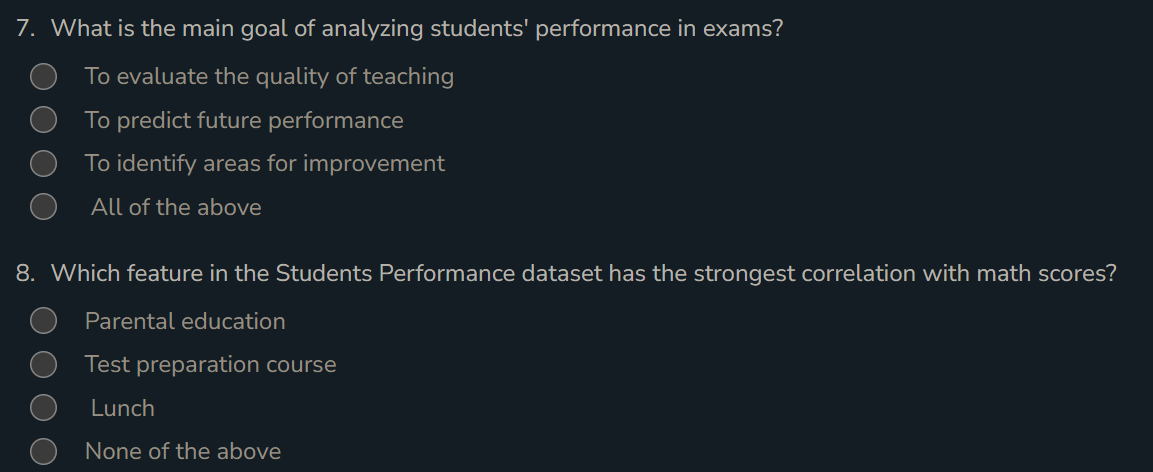 7. What is the main goal of analyzing students' performance in exams?
To evaluate the quality of teaching
To predict future performance
To identify areas for improvement
All of the above
8. Which feature in the Students Performance dataset has the strongest correlation with math scores?
Parental education
Test preparation course
Lunch
None of the above